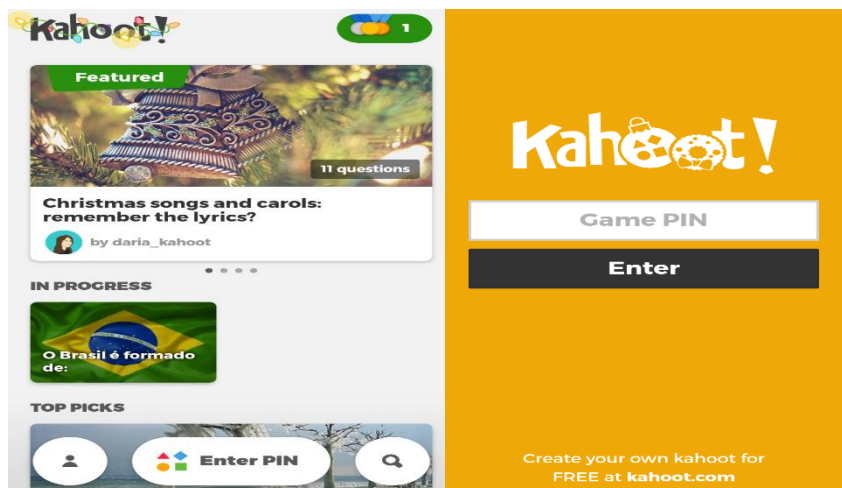 Kahoot!
1
Featured
11 questions
Christmas songs and carols:
remember the lyrics?
by daria_kahoot
IN PROGRESS
O Brasil é formado
de:
TOP PICKS
Enter PIN
Kahoot!
Game PIN
Enter
Create your own kahoot for
FREE at kahoot.com